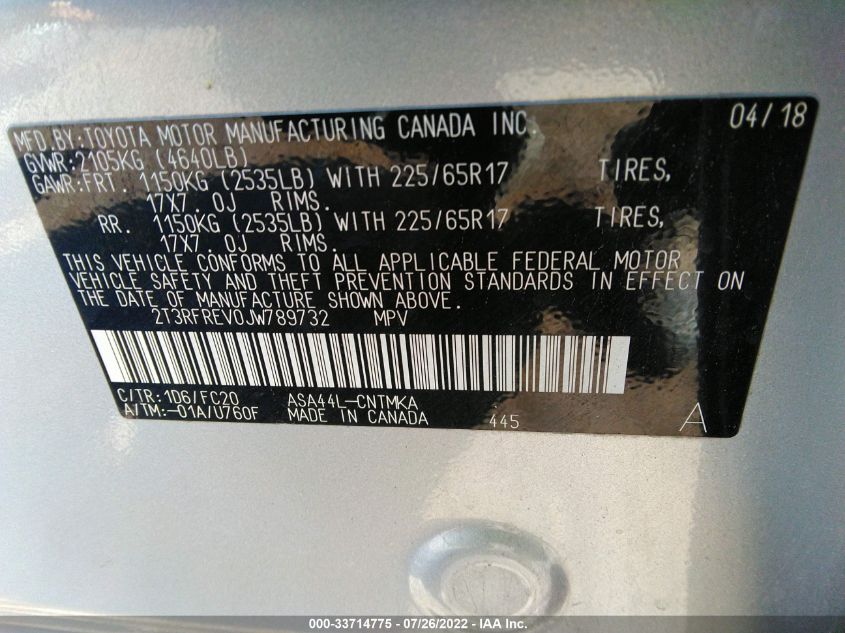 MFD.BY:TOYOTA MOTOR MANUFACTURING CANADA INC. 04/18
GVWR:2105KG (4640LB)
GAWR:FRT. 1150KG (2535LB) WITH 225/65R17 TIRES,
17X7.0J RIMS.
RR. 1150KG (2535LB) WITH 225/65R17 TIRES,
17X7.0J RIMS.
THIS VEHICLE CONFORMS TO ALL APPLICABLE FEDERAL MOTOR
VEHICLE SAFETY AND THEFT PREVENTION STANDARDS IN EFFECT ON
THE DATE OF MANUFACTURE SHOWN ABOVE.
2T3RFREV0JW789732 MPV
C/TR:1D6/FC20 ASA44L-CNTMKA
A/TM:-01A/U760F MADE IN CANADA 445 A
000-33714775 - 07/26/2022 - IAA Inc.